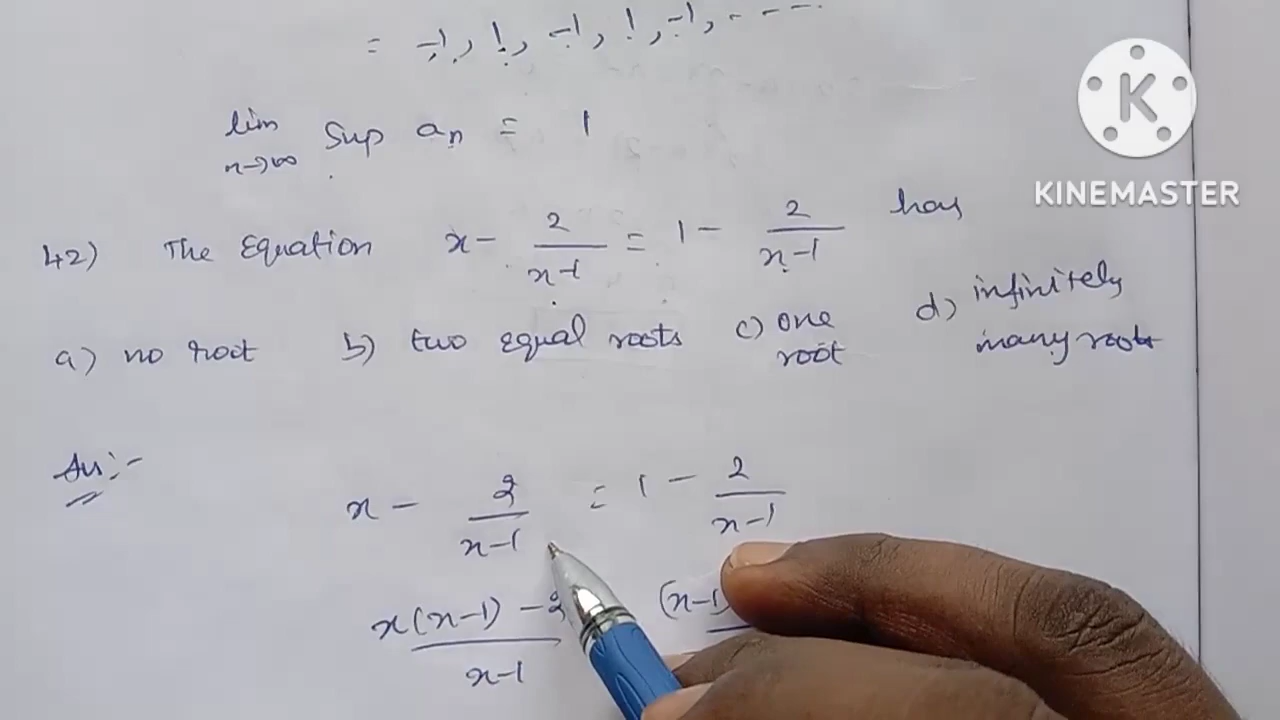 = -1, 1, -1, 1, -1, - - - -
lim n→∞ Sup aₙ = 1
KINEMASTER
42) The Equation x - 2/(x-1) = 1 - 2/(x-1) has
a) no root b) two equal roots c) one root d) infinitely many roots
Ans:-
x - 2/(x-1) = 1 - 2/(x-1)
x(x-1) - 2 / x-1 (x-1)